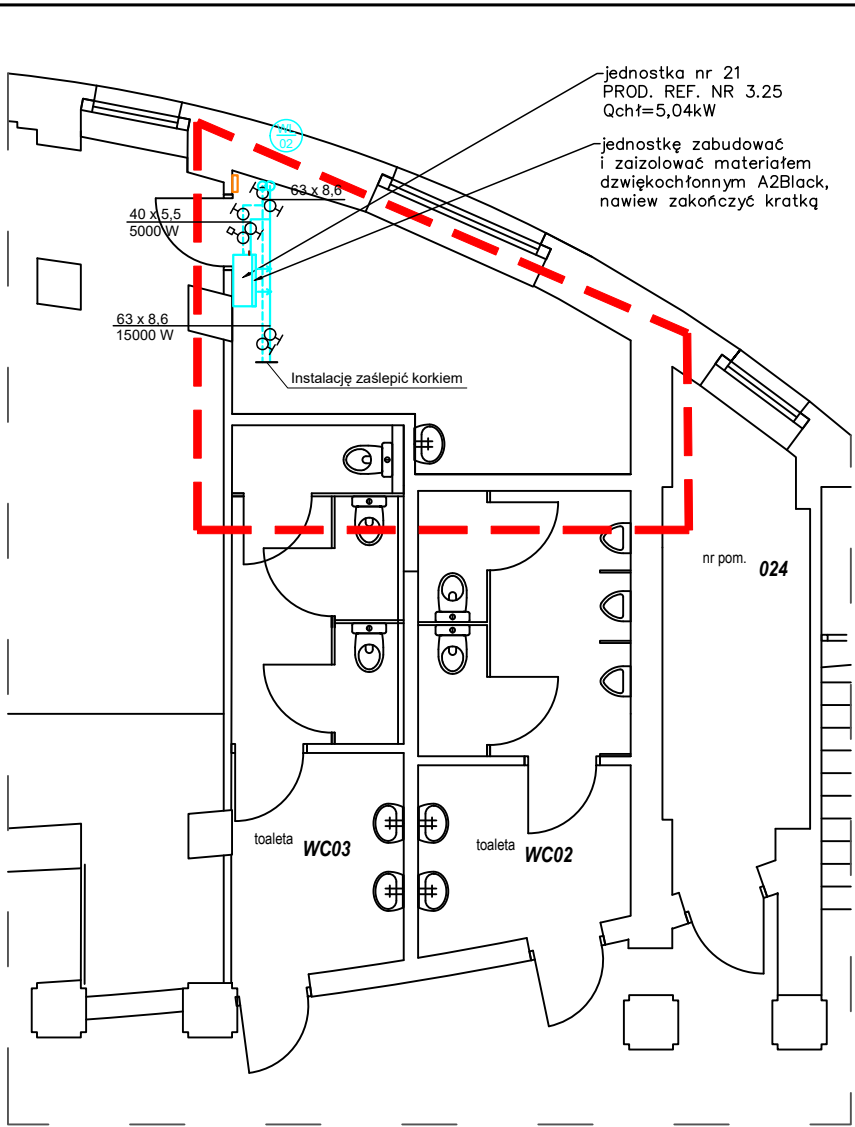 jednostka nr 21
PROD. REF. NR 3.25
Qchł=5,04kW
jednostkę zabudować
i zaizolować materiałem
dzwiękochłonnym A2Black,
nawiew zakończyć kratką
02
63 x 8,6
40 x 5,5
5000 W
63 x 8,6
15000 W
Instalację zaślepić korkiem
nr pom. 024
toaleta WC03
toaleta WC02